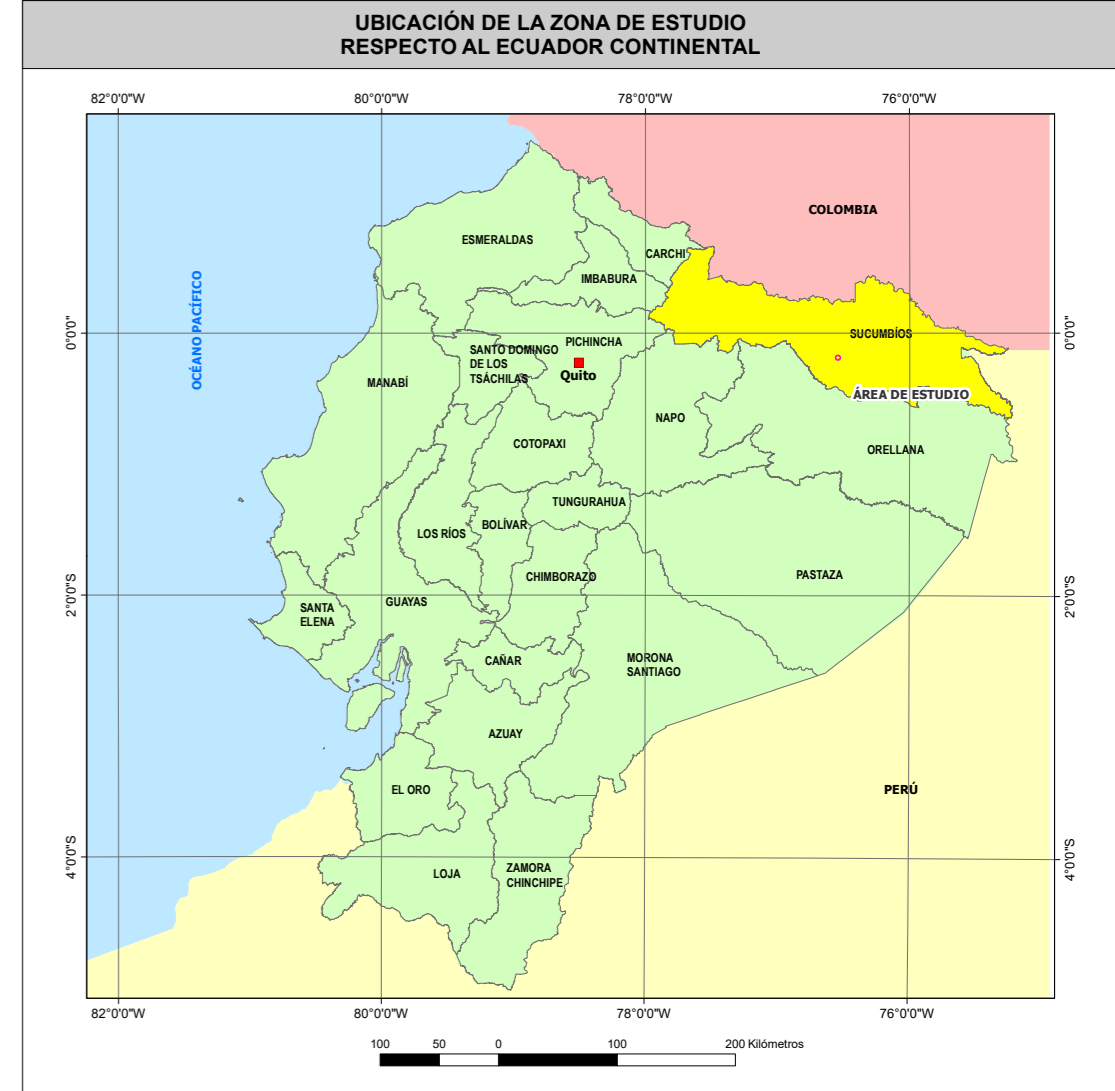 UBICACIÓN DE LA ZONA DE ESTUDIO
RESPECTO AL ECUADOR CONTINENTAL
82°0'0"W
80°0'0"W
78°0'0"W
76°0'0"W
COLOMBIA
ESMERALDAS
CARCHI
IMBABURA
OCÉANO PACÍFICO
0°0'0"
SUCUMBÍOS
0°0'0"
PICHINCHA
SANTO DOMINGO
DE LOS
TSÁCHILAS
Quito
MANABÍ
ÁREA DE ESTUDIO
NAPO
COTOPAXI
ORELLANA
TUNGURAHUA
BOLÍVAR
LOS RÍOS
CHIMBORAZO
PASTAZA
2°0'0"S
2°0'0"S
GUAYAS
SANTA
ELENA
CAÑAR
MORONA
SANTIAGO
AZUAY
EL ORO
PERÚ
4°0'0"S
4°0'0"S
LOJA
ZAMORA
CHINCHIPE
82°0'0"W
80°0'0"W
78°0'0"W
76°0'0"W
100 50 0 100 200 Kilómetros